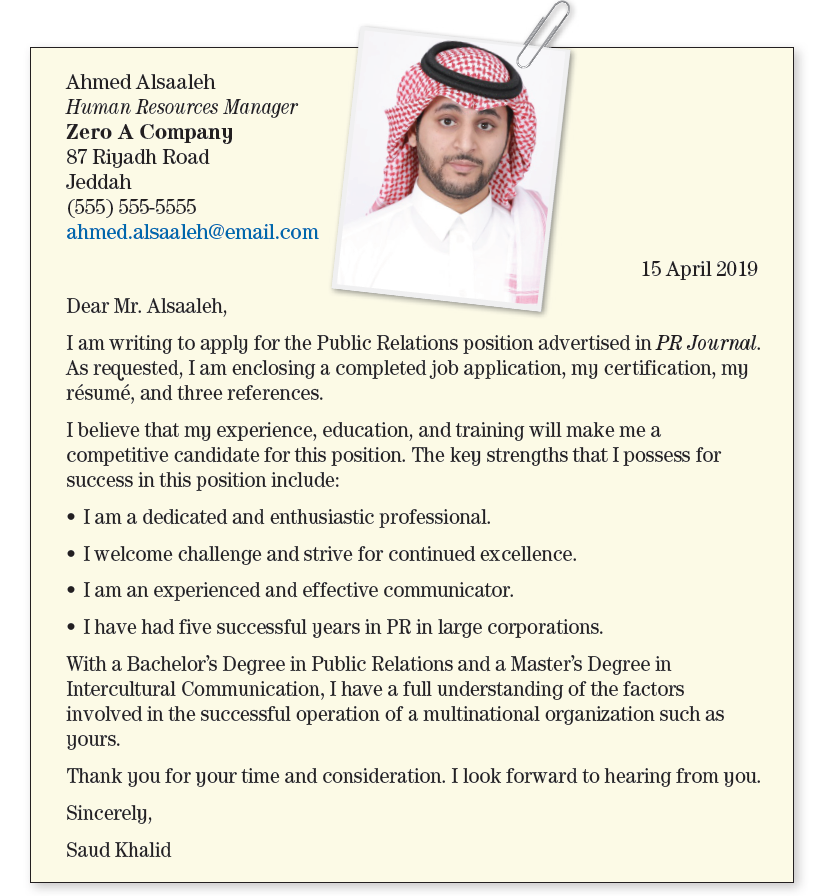 Ahmed Alsaaleh
Human Resources Manager
Zero A Company
87 Riyadh Road
Jeddah
(555) 555-5555
ahmed.alsaaleh@email.com
15 April 2019
Dear Mr. Alsaaleh,
I am writing to apply for the Public Relations position advertised in PR Journal.
As requested, I am enclosing a completed job application, my certification, my
résumé, and three references.
I believe that my experience, education, and training will make me a
competitive candidate for this position. The key strengths that I possess for
success in this position include:
• I am a dedicated and enthusiastic professional.
• I welcome challenge and strive for continued excellence.
• I am an experienced and effective communicator.
• I have had five successful years in PR in large corporations.
With a Bachelor’s Degree in Public Relations and a Master’s Degree in
Intercultural Communication, I have a full understanding of the factors
involved in the successful operation of a multinational organization such as
yours.
Thank you for your time and consideration. I look forward to hearing from you.
Sincerely,
Saud Khalid